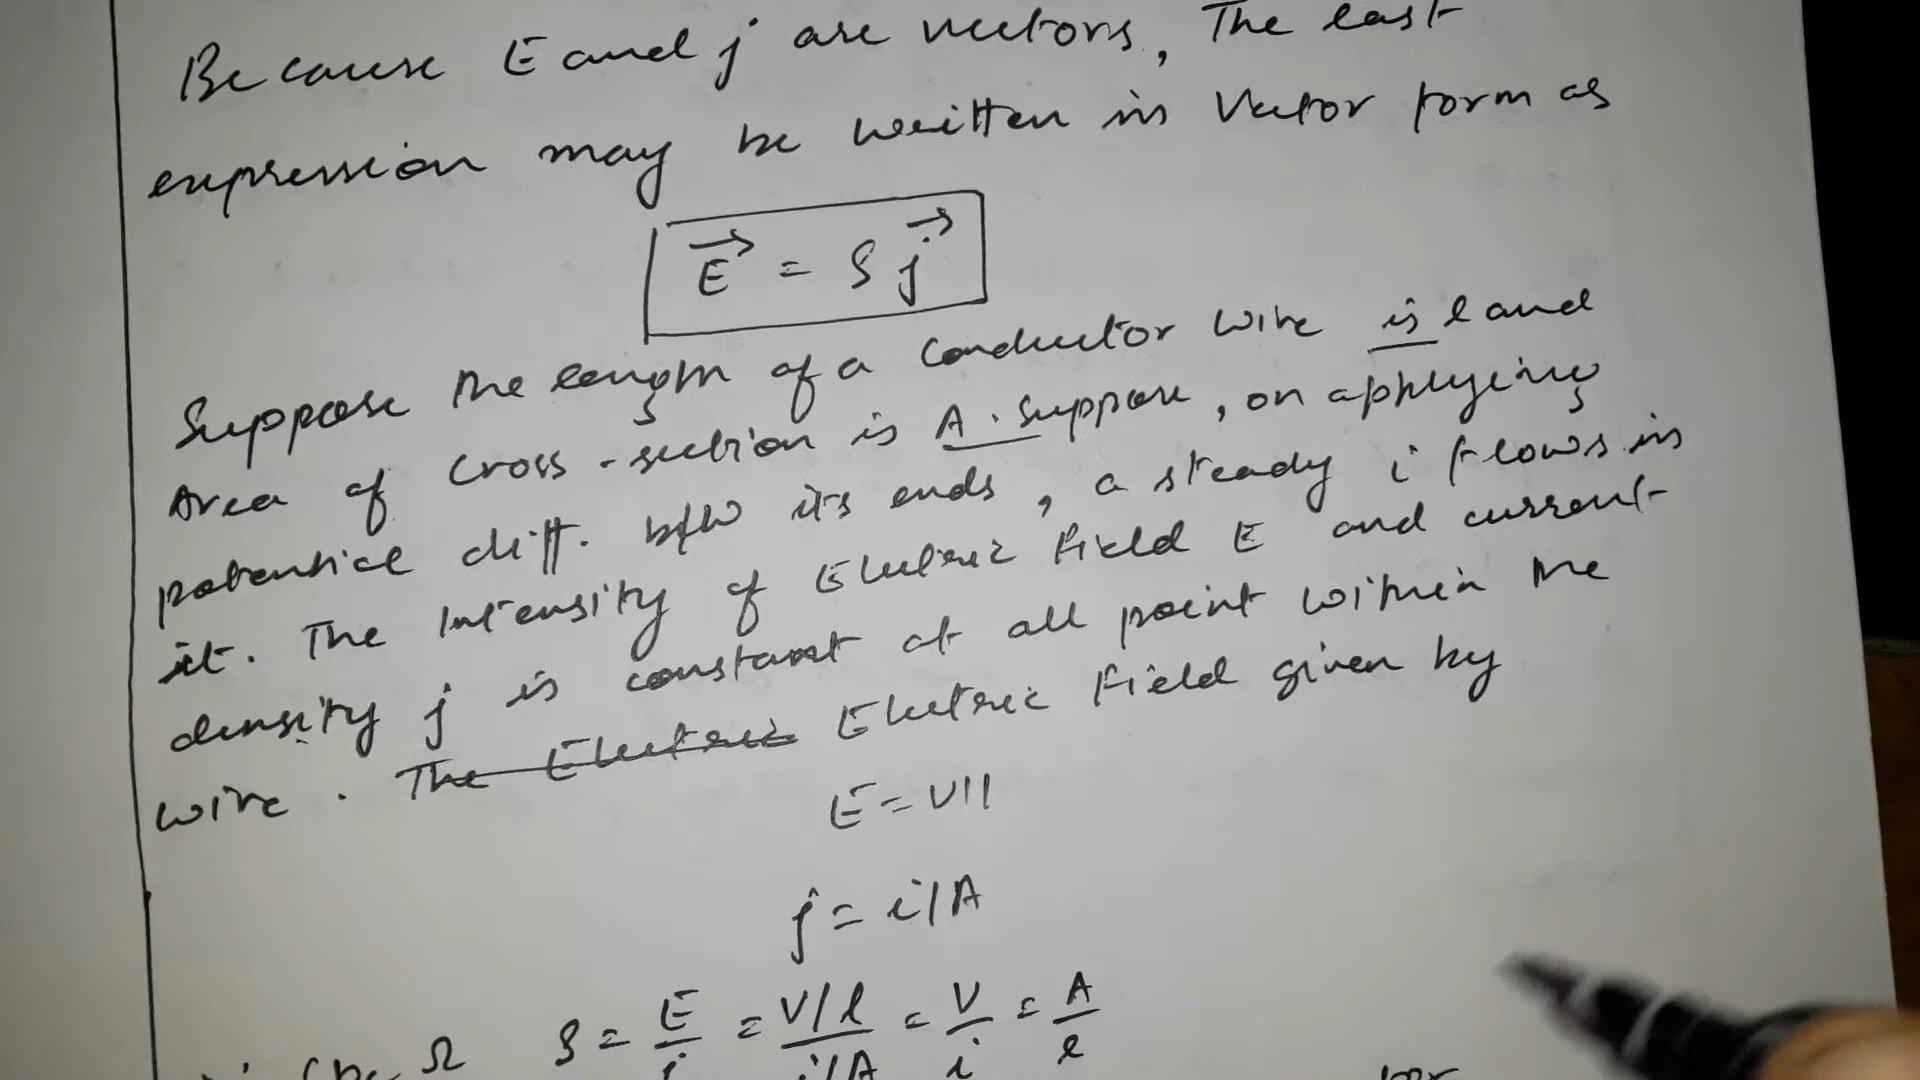 Because E and j are vectors, The last
expression may be written in Vector form as
E⃗ = ρ j⃗
Suppose the length of a conductor wire is l and
Area of cross-section is A. Suppose, on applying
potential diff. b/w its ends, a steady i flows in
it. The Intensity of Electric field E and current
density j is constant at all point within the
wire. The Electric Electric field given by
E = V/l
j = i/A
ρ = E/j = V/l / i/A = V/i = A/l
Ω